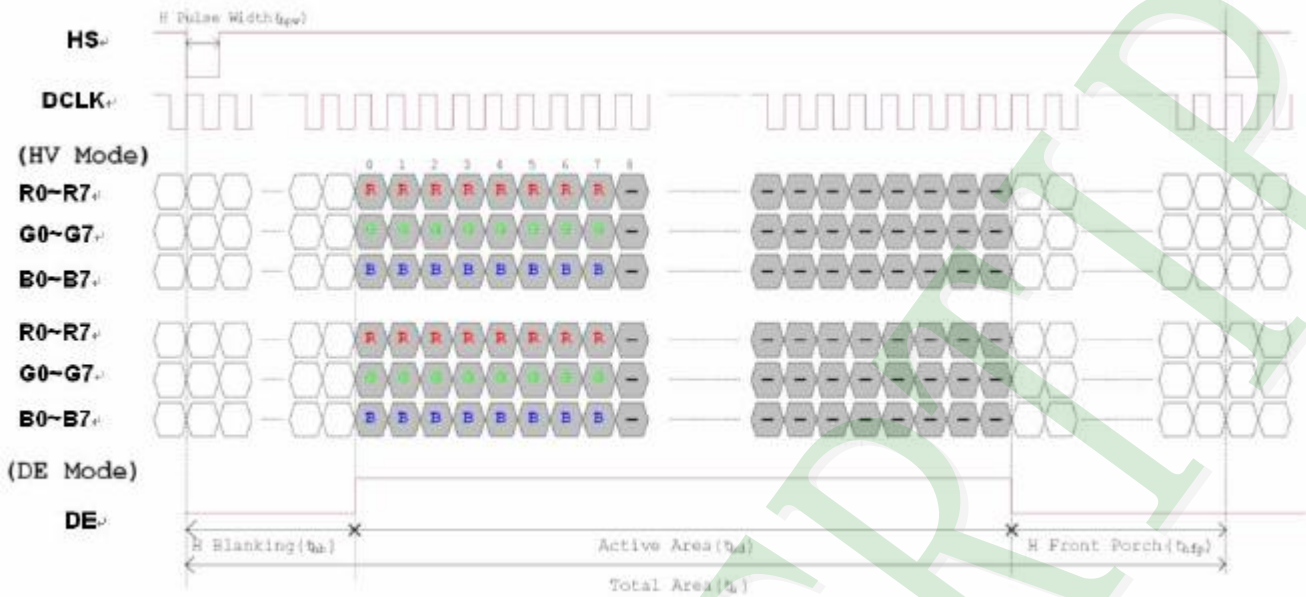 H Pulse Width(thpw)
HS
DCLK
(HV Mode)
0 1 2 3 4 5 6 7 8
R0~R7 R R R R R R R R - - - - - - - - -
G0~G7 G G G G G G G G - - - - - - - - -
B0~B7 B B B B B B B B - - - - - - - - -
R0~R7 R R R R R R R R - - - - - - - - -
G0~G7 G G G G G G G G - - - - - - - - -
B0~B7 B B B B B B B B - - - - - - - - -
(DE Mode)
DE
H Blanking(thb) Active Area(thd) H Front Porch(thfp)
Total Area(th)